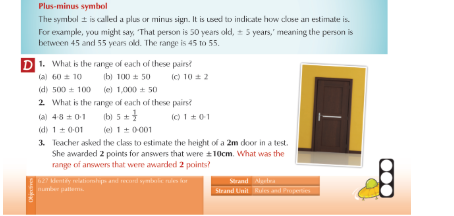 Plus-minus symbol
The symbol ± is called a plus or minus sign. It is used to indicate how close an estimate is.
For example, you might say, 'That person is 50 years old, ± 5 years,' meaning the person is
between 45 and 55 years old. The range is 45 to 55.
D 1. What is the range of each of these pairs?
(a) 60 ± 10 (b) 100 ± 50 (c) 10 ± 2
(d) 500 ± 100 (e) 1,000 ± 50
2. What is the range of each of these pairs?
(a) 4·8 ± 0·1 (b) 5 ± 1/2 (c) 1 ± 0·1
(d) 1 ± 0·01 (e) 1 ± 0·001
3. Teacher asked the class to estimate the height of a 2m door in a test.
She awarded 2 points for answers that were ±10cm. What was the
range of answers that were awarded 2 points?
Objectives
Identify relationships and record symbolic rules for
number patterns.
Strand Algebra
Strand Unit Rules and Properties